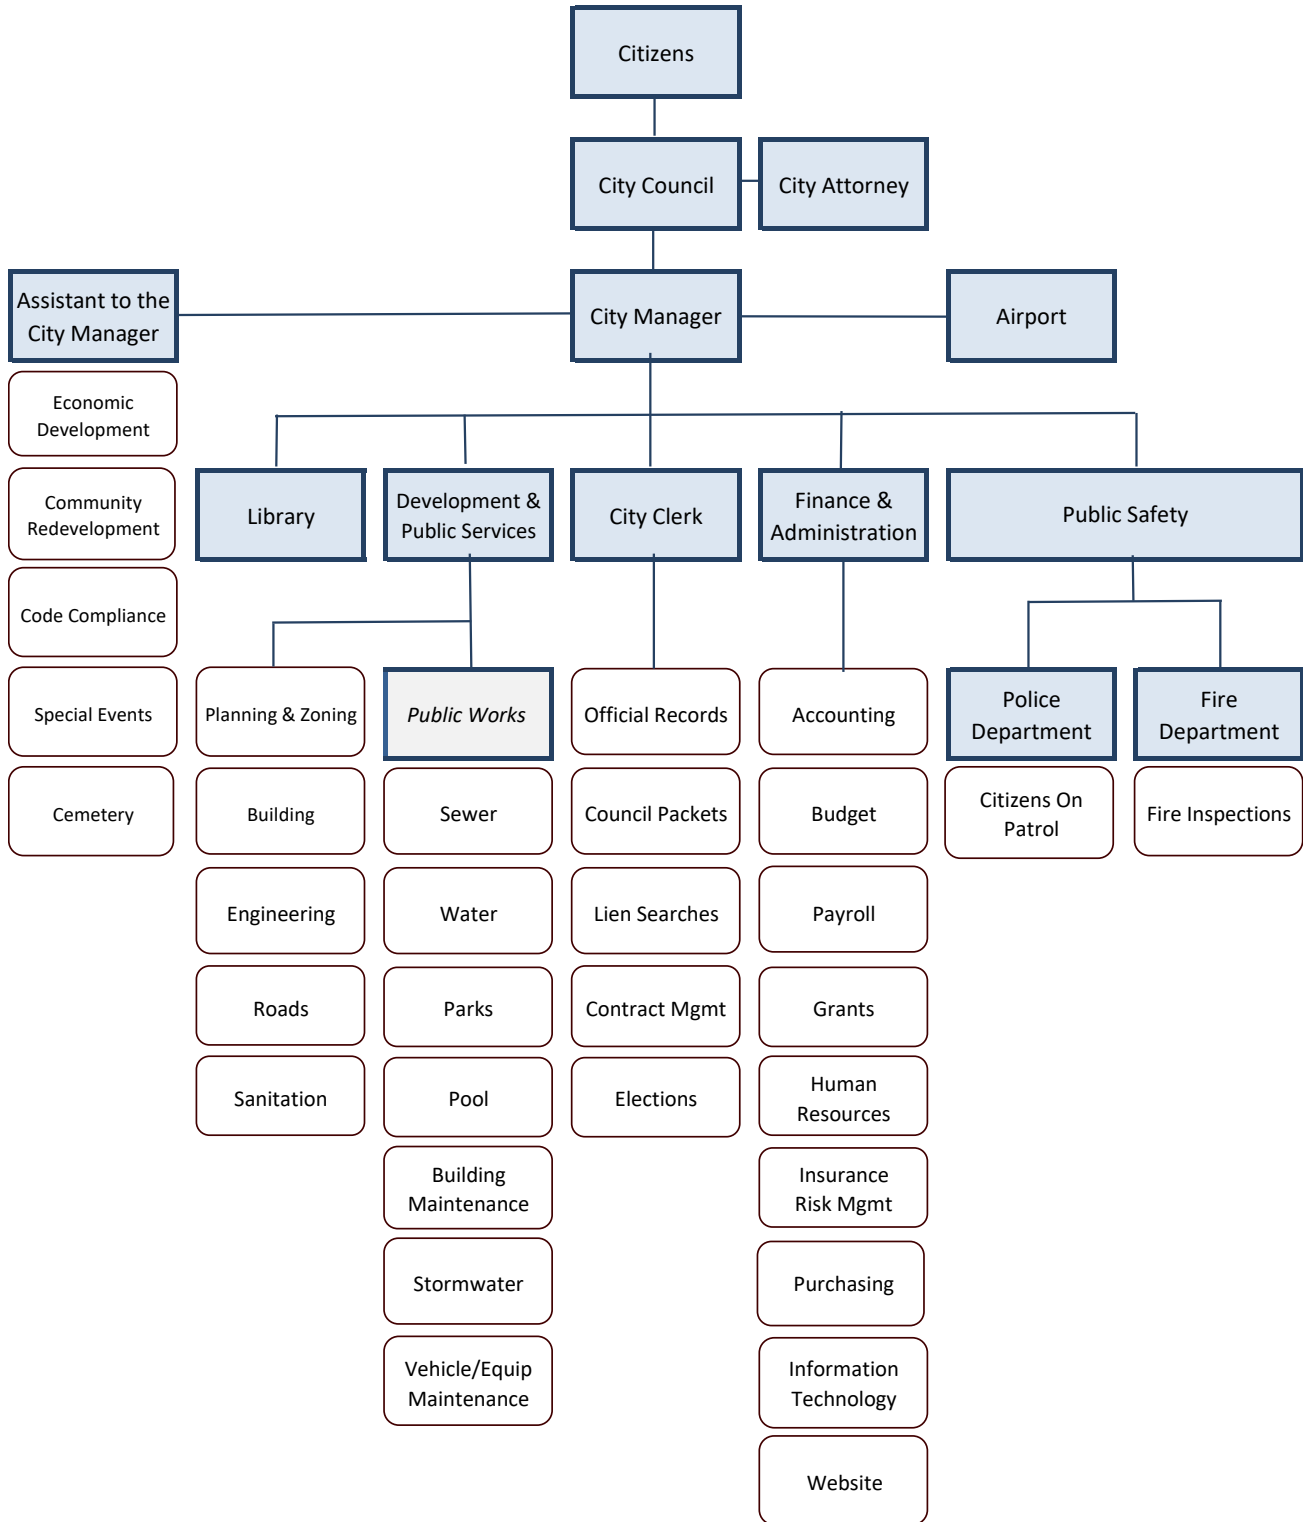 Citizens
City Council
City Attorney
Assistant to the
City Manager
City Manager
Airport
Economic
Development
Community
Redevelopment
Code Compliance
Special Events
Cemetery
Library
Development &
Public Services
City Clerk
Finance &
Administration
Public Safety
Planning & Zoning
Building
Engineering
Roads
Sanitation
Public Works
Sewer
Water
Parks
Pool
Building
Maintenance
Stormwater
Vehicle/Equip
Maintenance
Official Records
Council Packets
Lien Searches
Contract Mgmt
Elections
Accounting
Budget
Payroll
Grants
Human
Resources
Insurance
Risk Mgmt
Purchasing
Information
Technology
Website
Police
Department
Citizens On
Patrol
Fire
Department
Fire Inspections